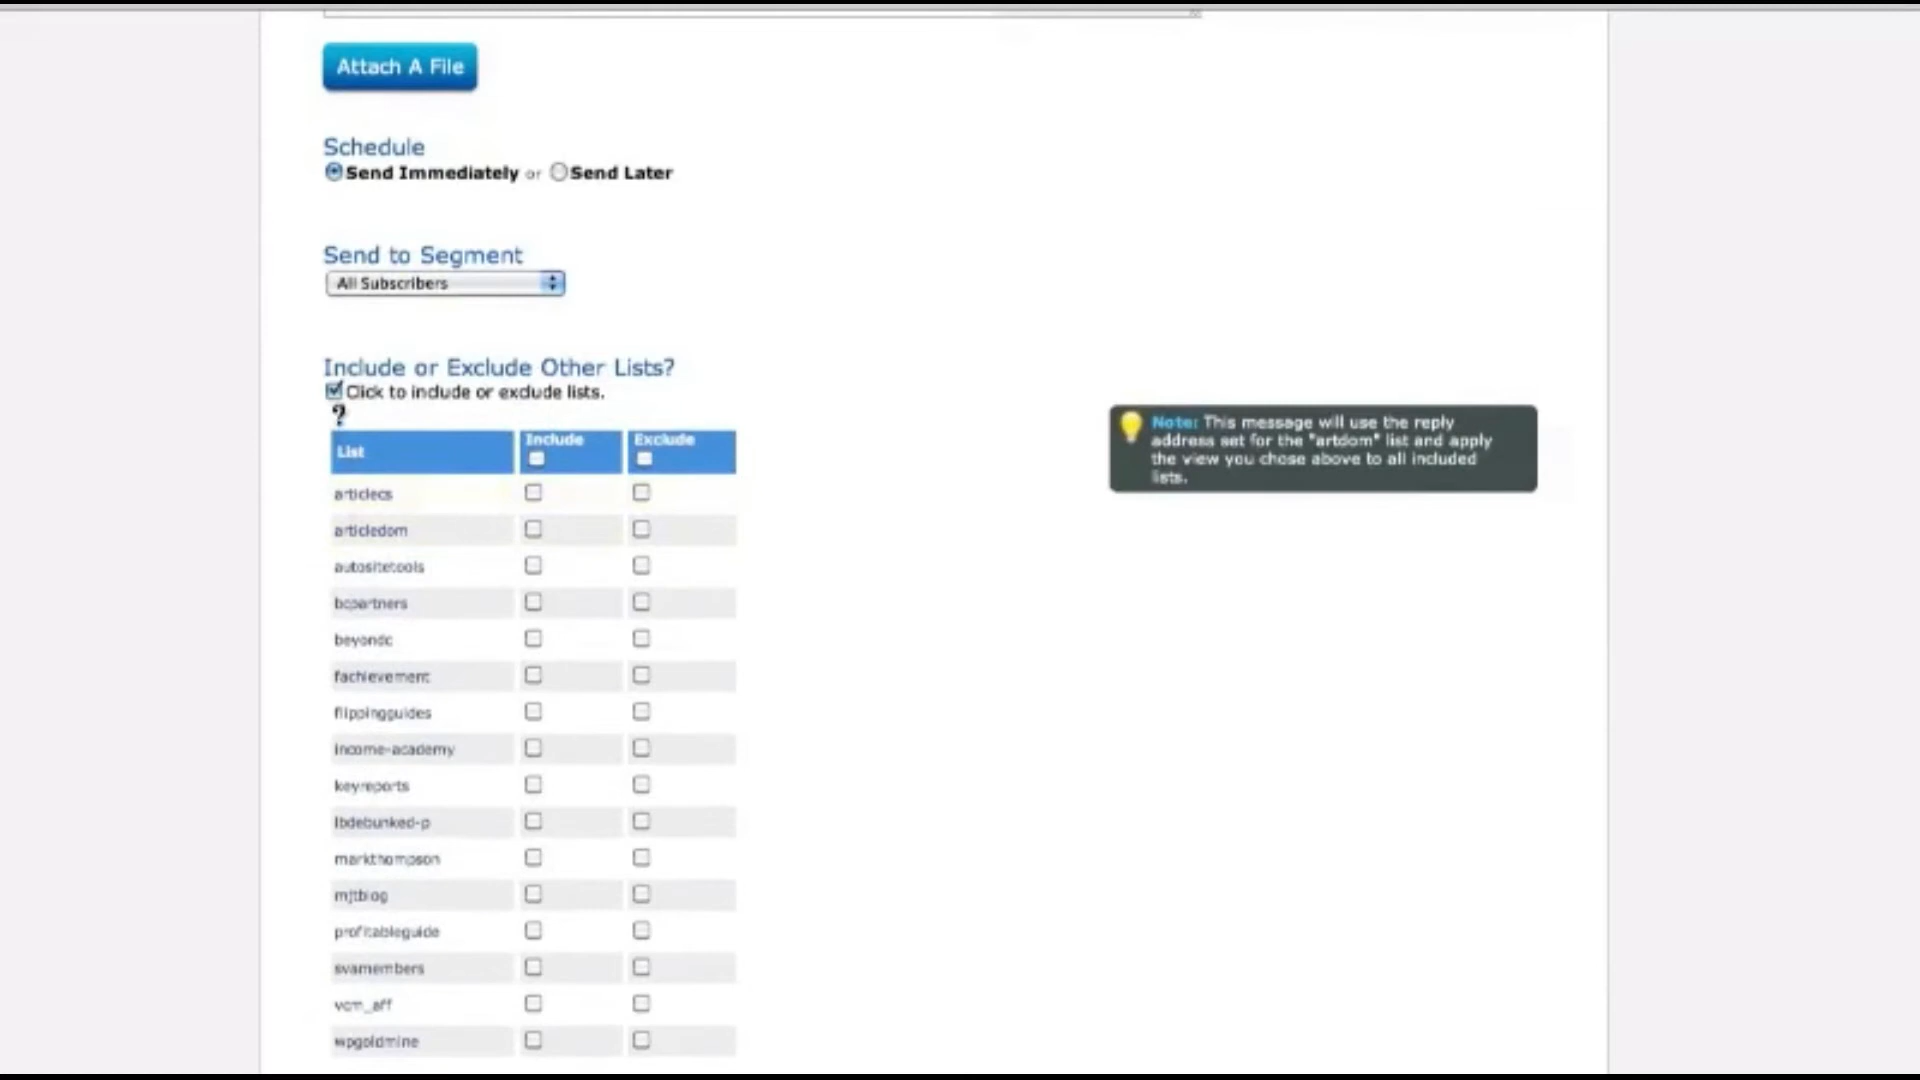 Attach A File
Schedule
Send Immediately or Send Later
Send to Segment
All Subscribers
Include or Exclude Other Lists?
Click to include or exclude lists.
?
Note: This message will use the reply
address set for the "artdom" list and apply
the view you chose above to all included
lists.
List Include Exclude
articlecs
articledom
autositetools
bcpartners
beyondc
fachievement
flippingguides
income-academy
keyreports
lbdebunked-p
markthompson
mjtblog
profitableguide
svamembers
vcm_aff
wpgoldmine